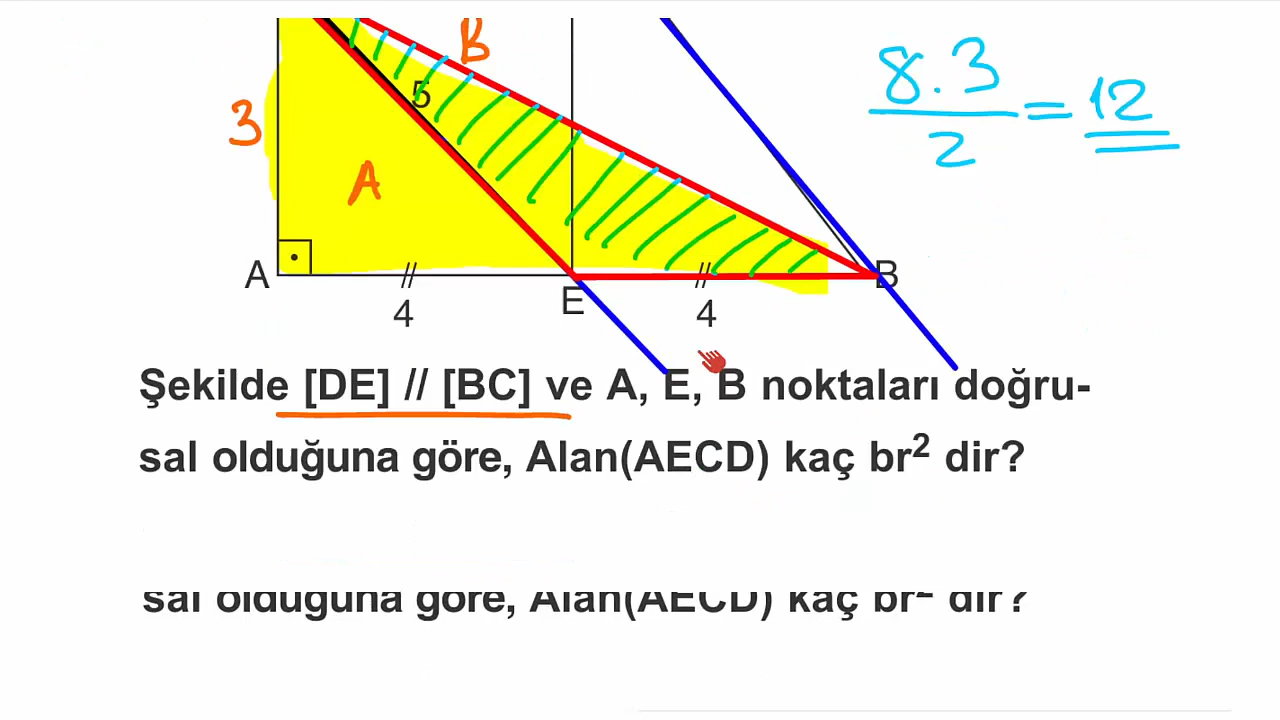 B
8.3
5
3
2
= 12
A
A
B
E
4
4
Şekilde [DE] // [BC] ve A, E, B noktaları doğru-
sal olduğuna göre, Alan(AECD) kaç br² dir?
sal olduğuna göre, Alan(AECD) kaç br² dir?